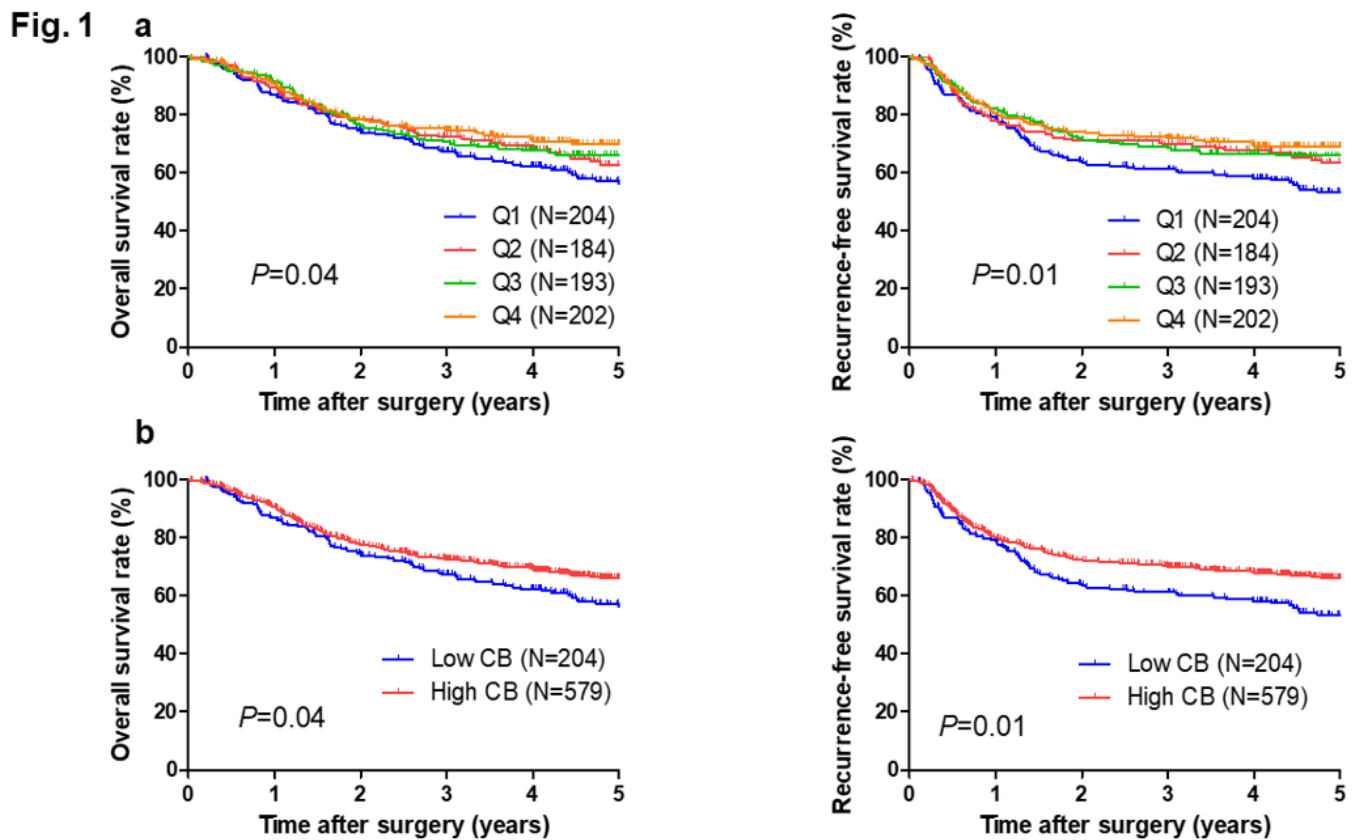 Fig. 1
a
Overall survival rate (%)
100
80
60
40
20
0
0 1 2 3 4 5
Time after surgery (years)
Q1 (N=204)
Q2 (N=184)
Q3 (N=193)
Q4 (N=202)
P=0.04
Recurrence-free survival rate (%)
100
80
60
40
20
0
0 1 2 3 4 5
Time after surgery (years)
Q1 (N=204)
Q2 (N=184)
Q3 (N=193)
Q4 (N=202)
P=0.01
b
Overall survival rate (%)
100
80
60
40
20
0
0 1 2 3 4 5
Time after surgery (years)
Low CB (N=204)
High CB (N=579)
P=0.04
Recurrence-free survival rate (%)
100
80
60
40
20
0
0 1 2 3 4 5
Time after surgery (years)
Low CB (N=204)
High CB (N=579)
P=0.01